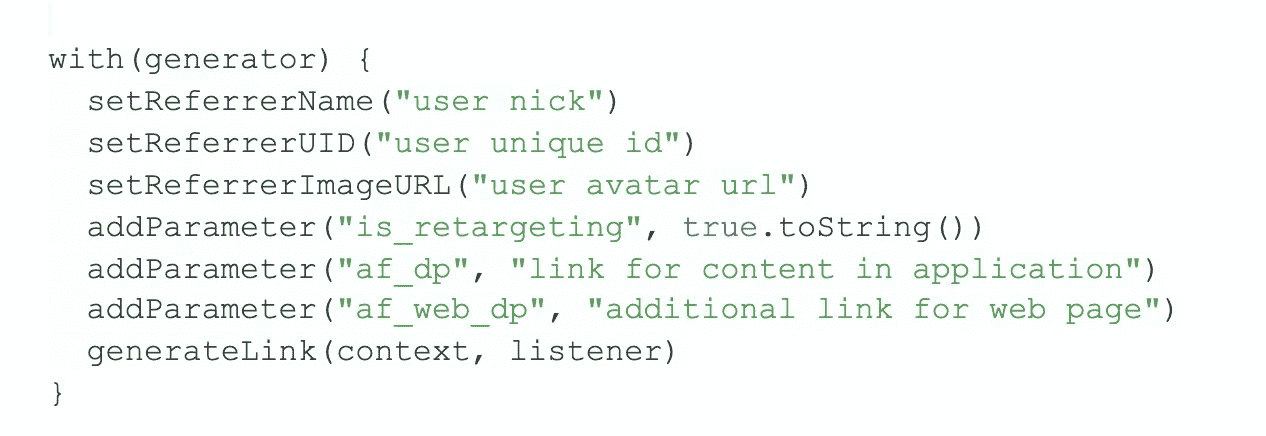 with(generator) {
  setReferrerName("user nick")
  setReferrerUID("user unique id")
  setReferrerImageURL("user avatar url")
  addParameter("is_retargeting", true.toString())
  addParameter("af_dp", "link for content in application")
  addParameter("af_web_dp", "additional link for web page")
  generateLink(context, listener)
}